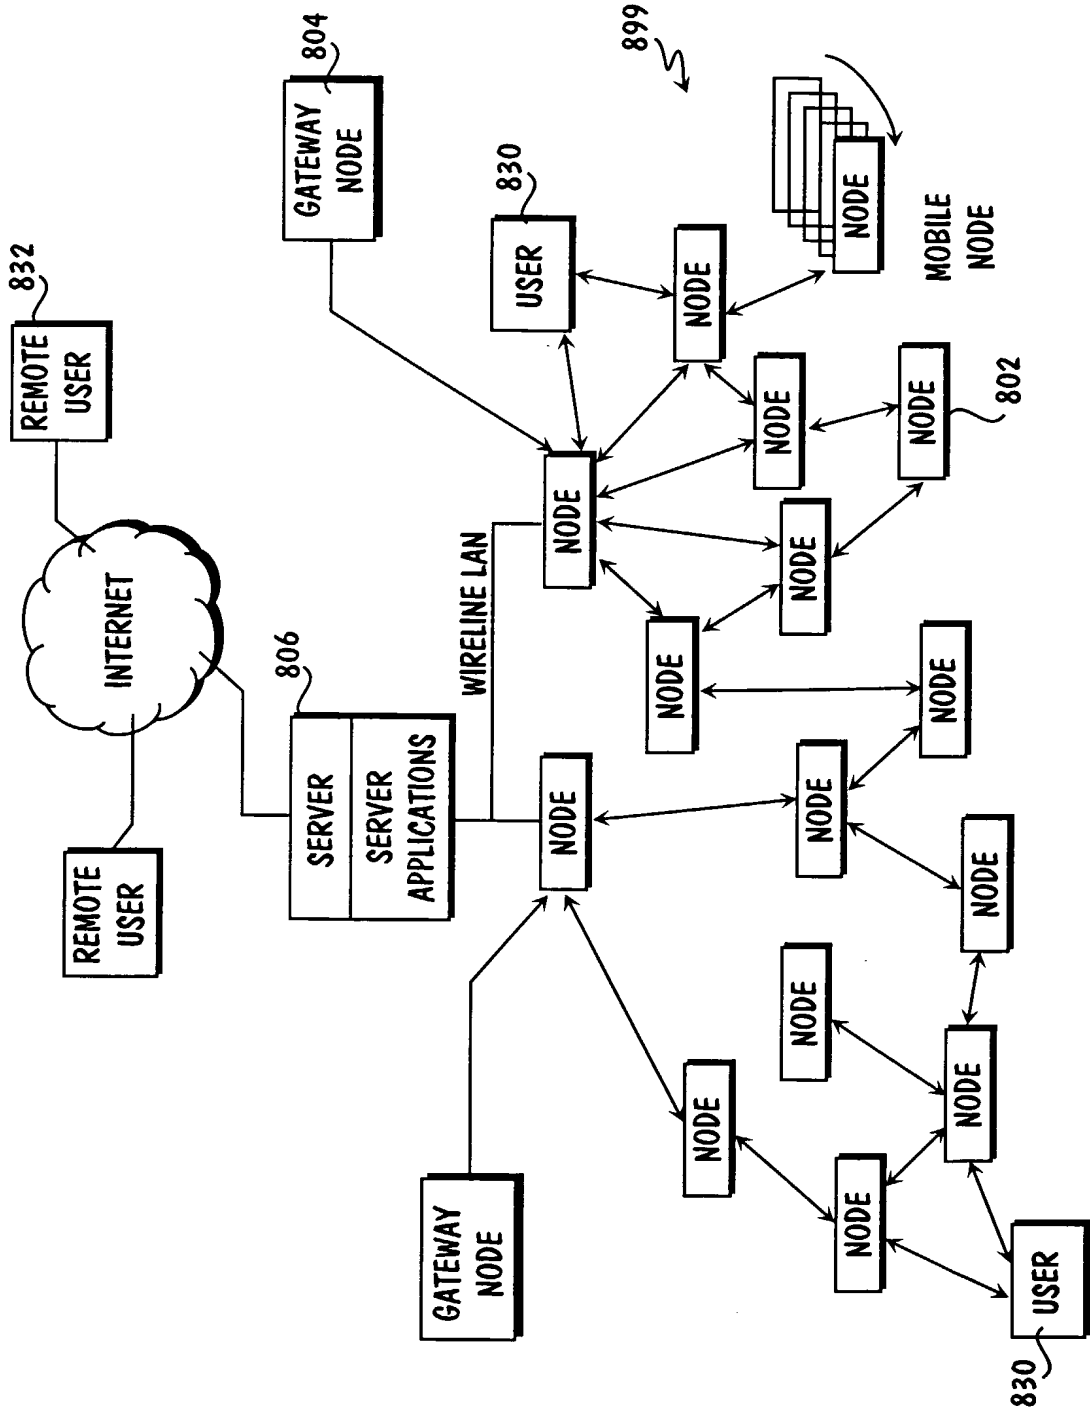 832
REMOTE
USER
REMOTE
USER
INTERNET
806
804
SERVER
GATEWAY
NODE
SERVER
APPLICATIONS
GATEWAY
NODE
WIRELINE LAN
830
USER
NODE
NODE
899
NODE
NODE
NODE
NODE
NODE
NODE
NODE
NODE
NODE
NODE
MOBILE
NODE
NODE
NODE
NODE
802
830
USER